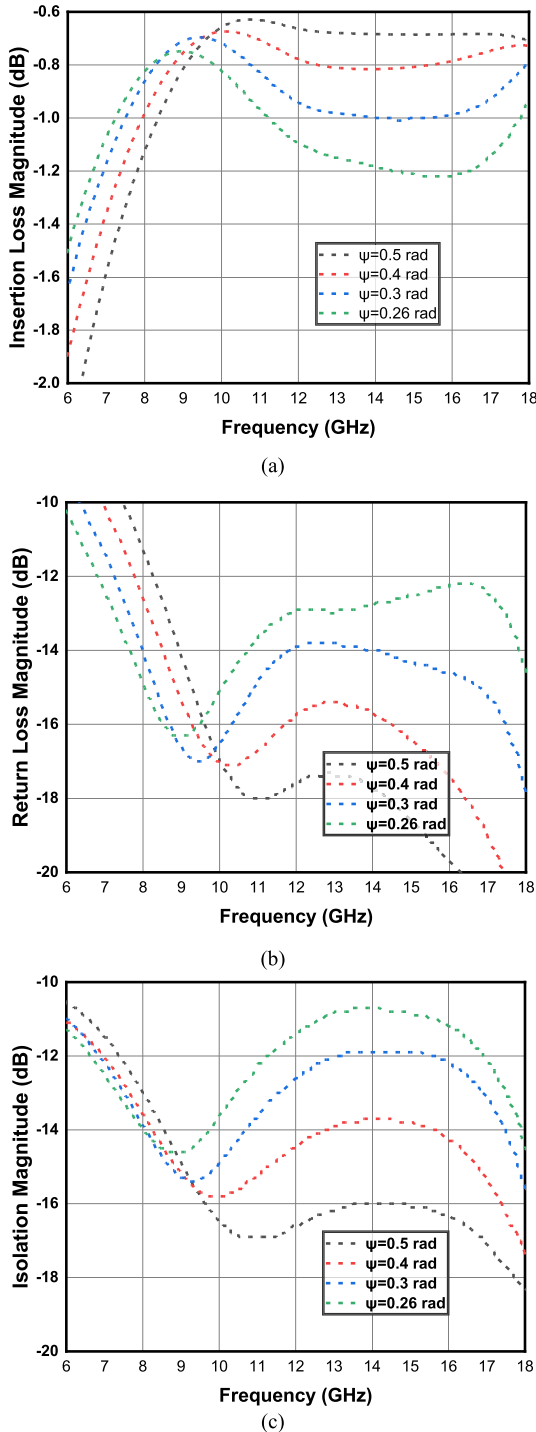 Insertion Loss Magnitude (dB)
-0.6
-0.8
-1.0
-1.2
-1.4
-1.6
-1.8
-2.0
ψ=0.5 rad
ψ=0.4 rad
ψ=0.3 rad
ψ=0.26 rad
6 7 8 9 10 11 12 13 14 15 16 17 18
Frequency (GHz)
(a)
Return Loss Magnitude (dB)
-10
-12
-14
-16
-18
-20
ψ=0.5 rad
ψ=0.4 rad
ψ=0.3 rad
ψ=0.26 rad
6 7 8 9 10 11 12 13 14 15 16 17 18
Frequency (GHz)
(b)
Isolation Magnitude (dB)
-10
-12
-14
-16
-18
-20
ψ=0.5 rad
ψ=0.4 rad
ψ=0.3 rad
ψ=0.26 rad
6 7 8 9 10 11 12 13 14 15 16 17 18
Frequency (GHz)
(c)